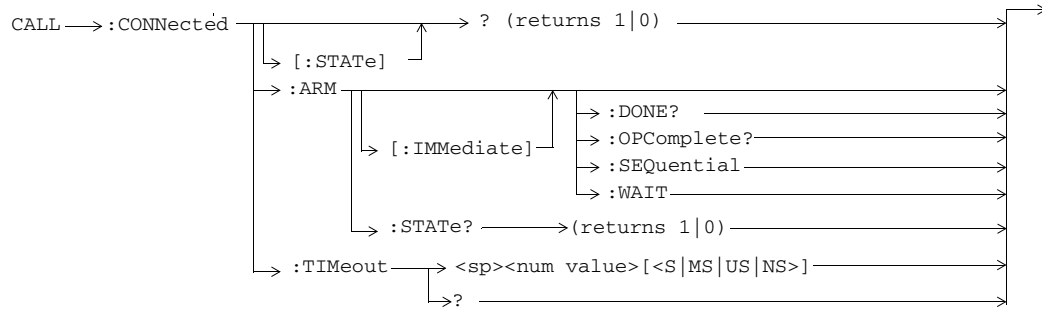 CALL :CONNected ? (returns 1|0)
[:STATe]
:ARM
:DONE?
:OPComplete?
[:IMMediate]
:SEQuential
:WAIT
:STATe? (returns 1|0)
:TIMeout <sp><num value>[<S|MS|US|NS>]
?